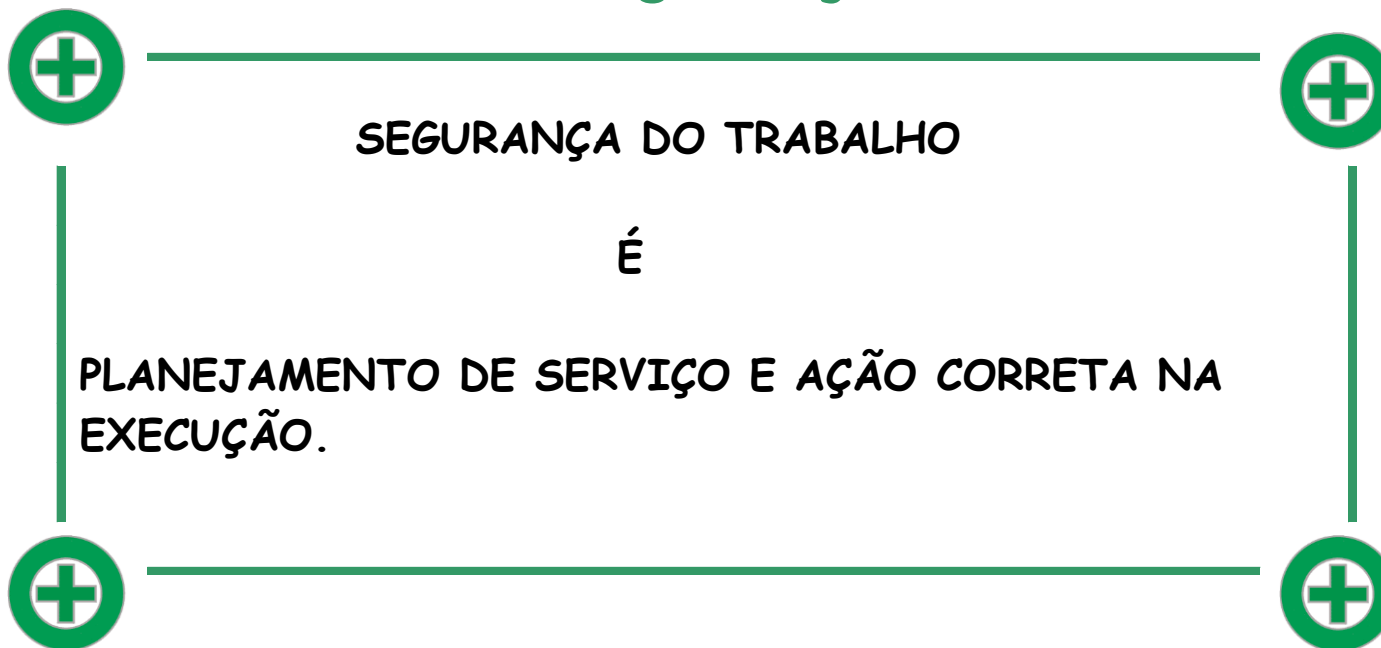 SEGURANÇA DO TRABALHO
É
PLANEJAMENTO DE SERVIÇO E AÇÃO CORRETA NA
EXECUÇÃO.